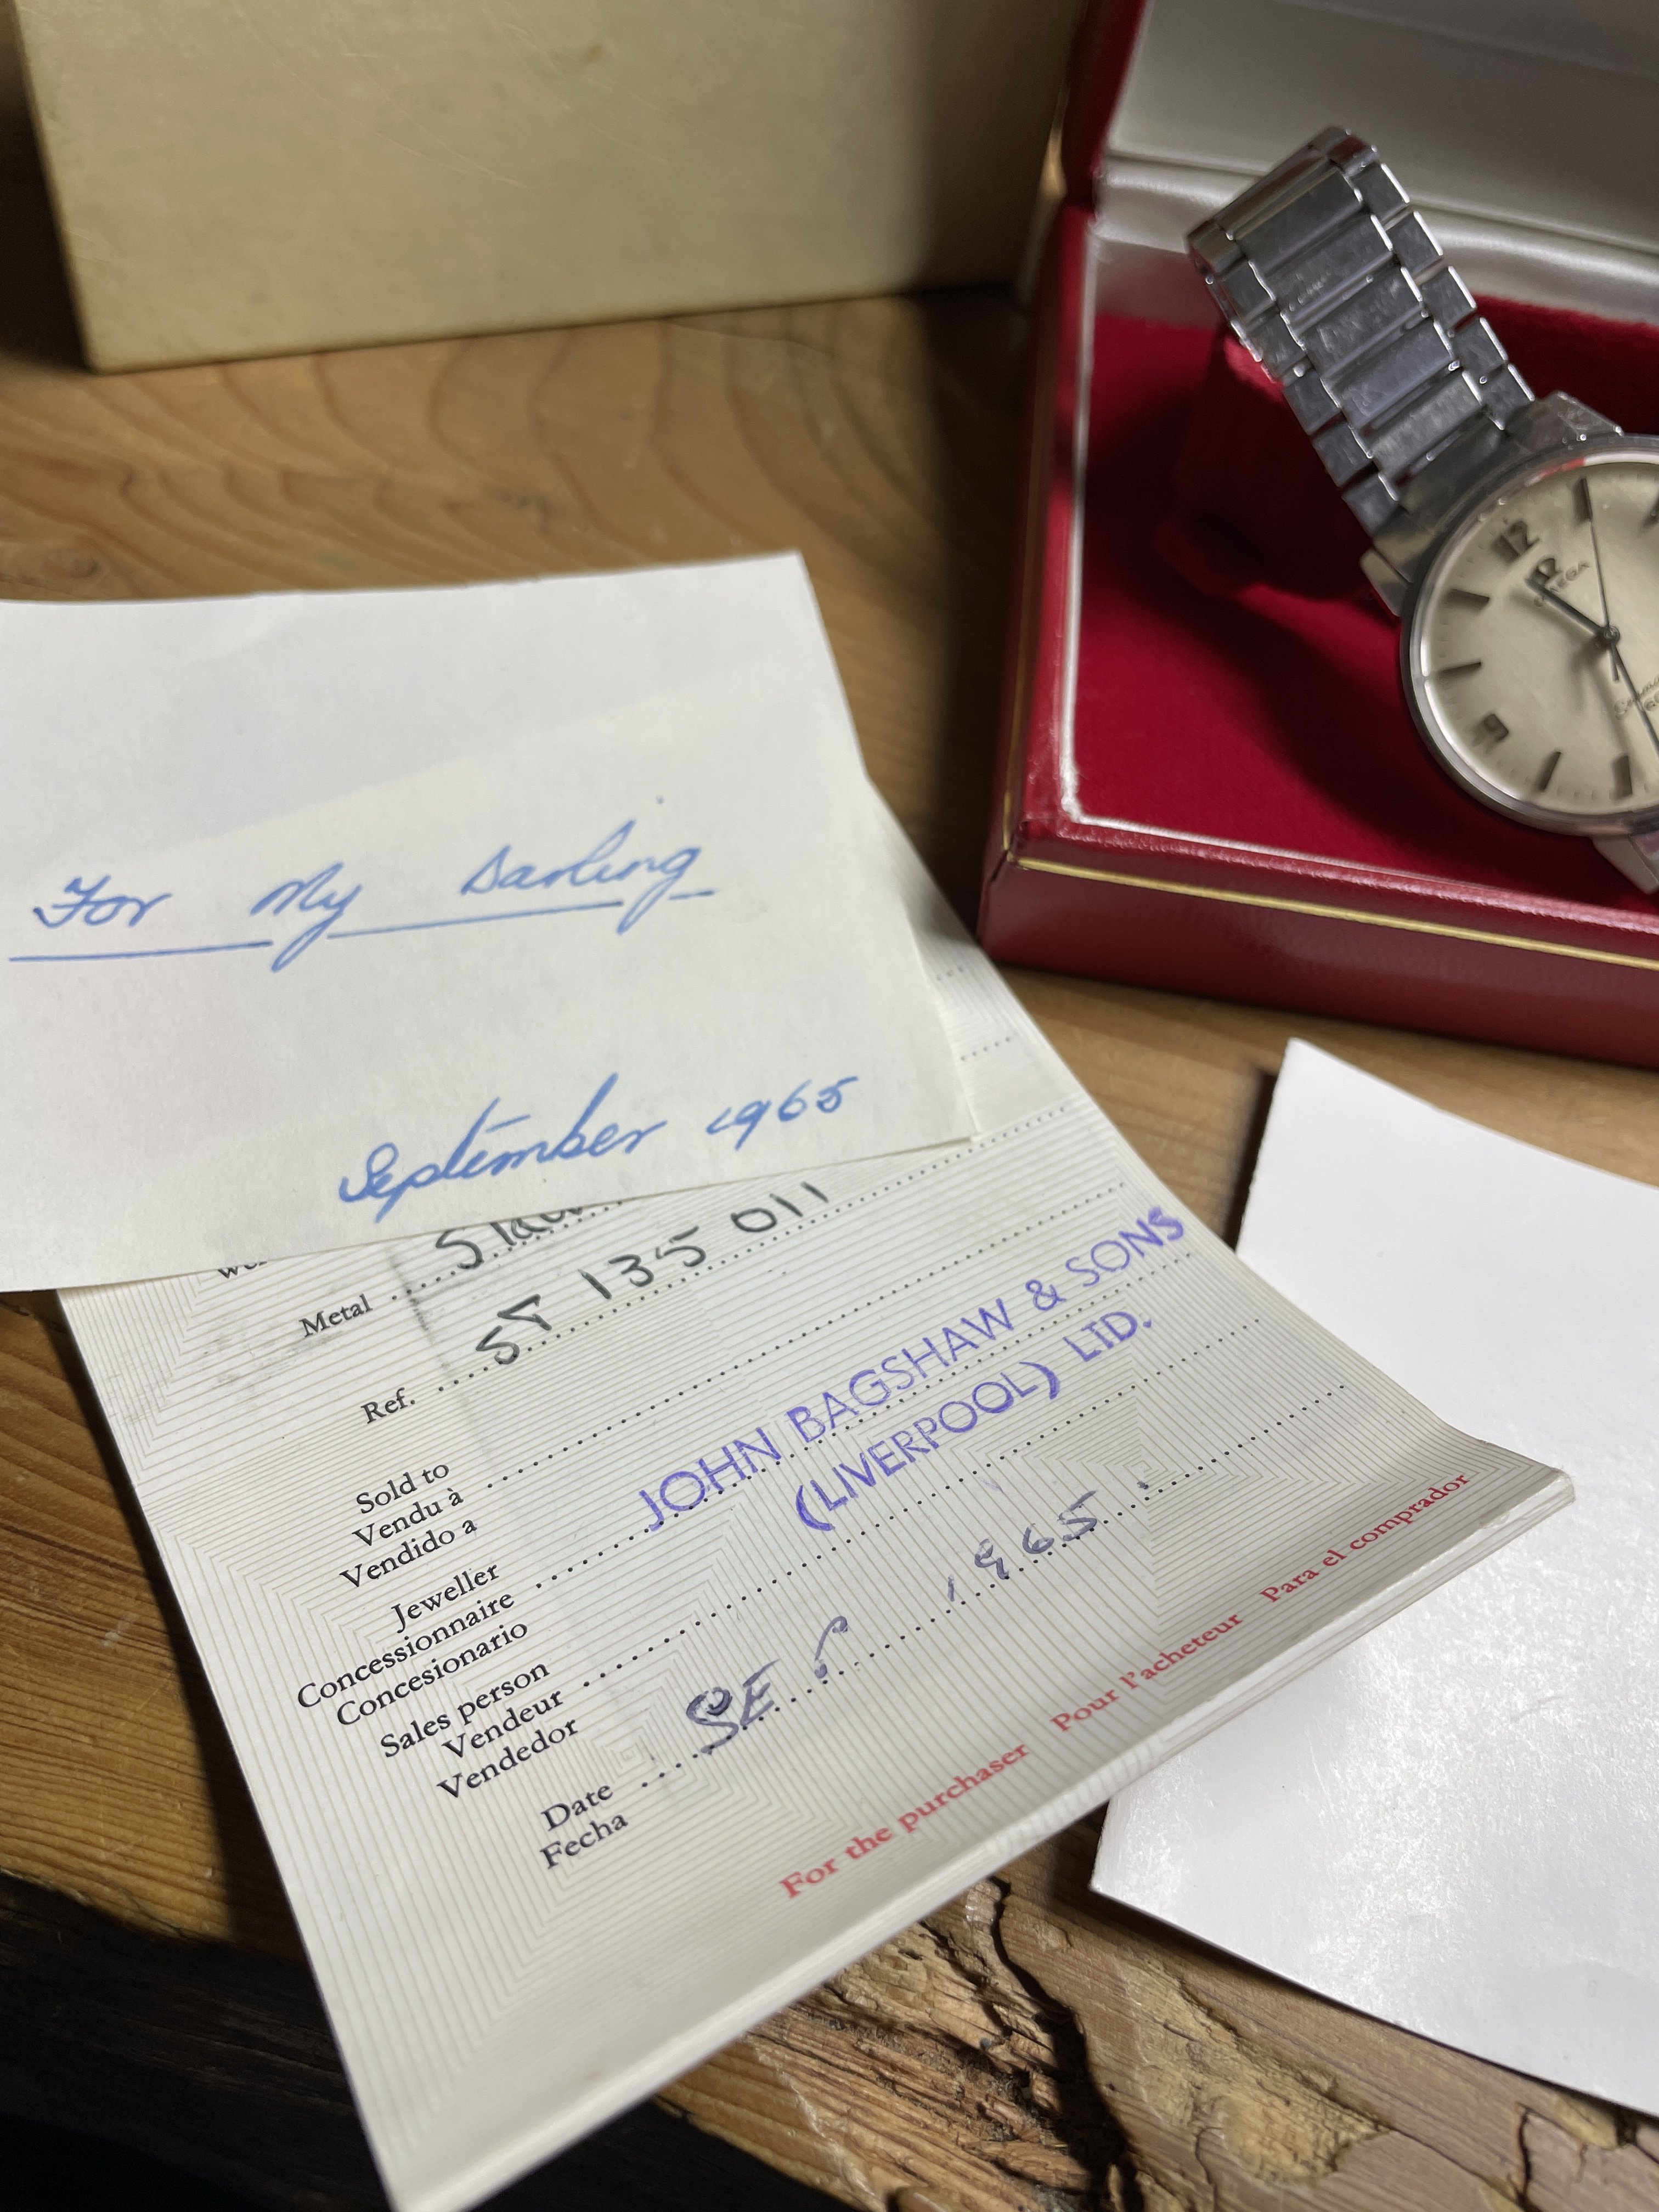 For My Darling
September 1965
Metal
Ref. ST 135 011
Sold to
Vendu à
Vendido a
Jeweller
Concessionnaire
Concesionario
JOHN BAGSHAW & SONS
(LIVERPOOL) LTD.
Sales person
Vendeur
Vendedor
Date
Fecha
1965
For the purchaser Pour l'acheteur Para el comprador
12
OMEGA
9